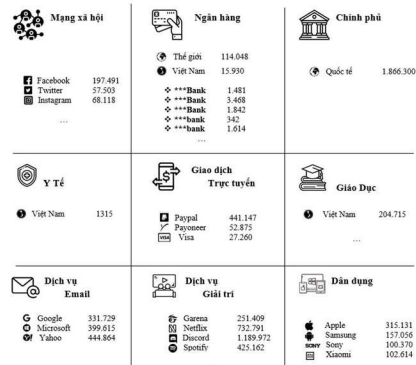 Mạng xã hội
Facebook 197.491
Twitter 57.503
Instagram 68.118
...
Ngân hàng
Thế giới 114.048
Việt Nam 15.930
***Bank 1.481
***Bank 3.468
***Bank 1.842
***bank 342
***bank 1.614
...
Chính phủ
Quốc tế 1.866.300
Y Tế
Việt Nam 1315
Giao dịch
Trực tuyến
Paypal 441.147
Payoneer 52.875
VISA Visa 27.260
Giáo Dục
Việt Nam 204.715
...
Dịch vụ
Email
Google 331.729
Microsoft 399.615
Yahoo 444.864
Dịch vụ
Giải trí
Garena 251.409
Netflix 732.791
Discord 1.189.972
Spotify 425.162
Dân dụng
Apple 315.131
Samsung 157.056
SONY Sony 100.370
Xiaomi 102.614